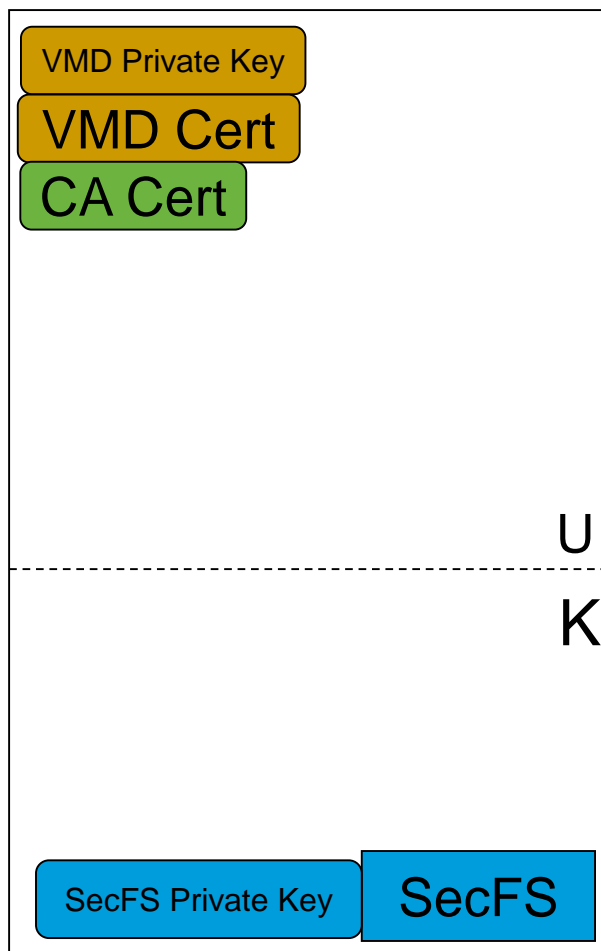 VMD Private Key
VMD Cert
CA Cert
U
K
SecFS Private Key
SecFS